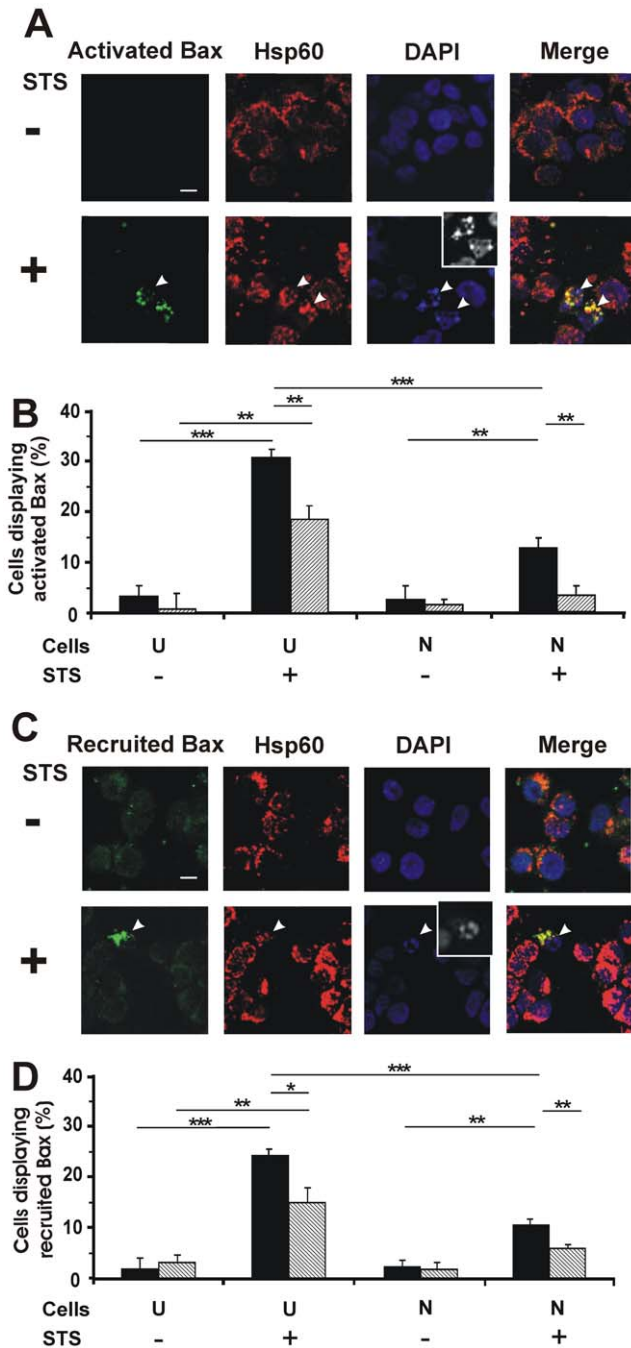 A
Activated Bax Hsp60 DAPI Merge
STS
-
+
B
***
** **
*** ** **
Cells displaying
activated Bax (%)
40
30
20
10
0
Cells U U N N
STS - + - +
C
Recruited Bax Hsp60 DAPI Merge
STS
-
+
D
***
** *
*** ** **
Cells displaying
recruited Bax (%)
40
30
20
10
0
Cells U U N N
STS - + - +